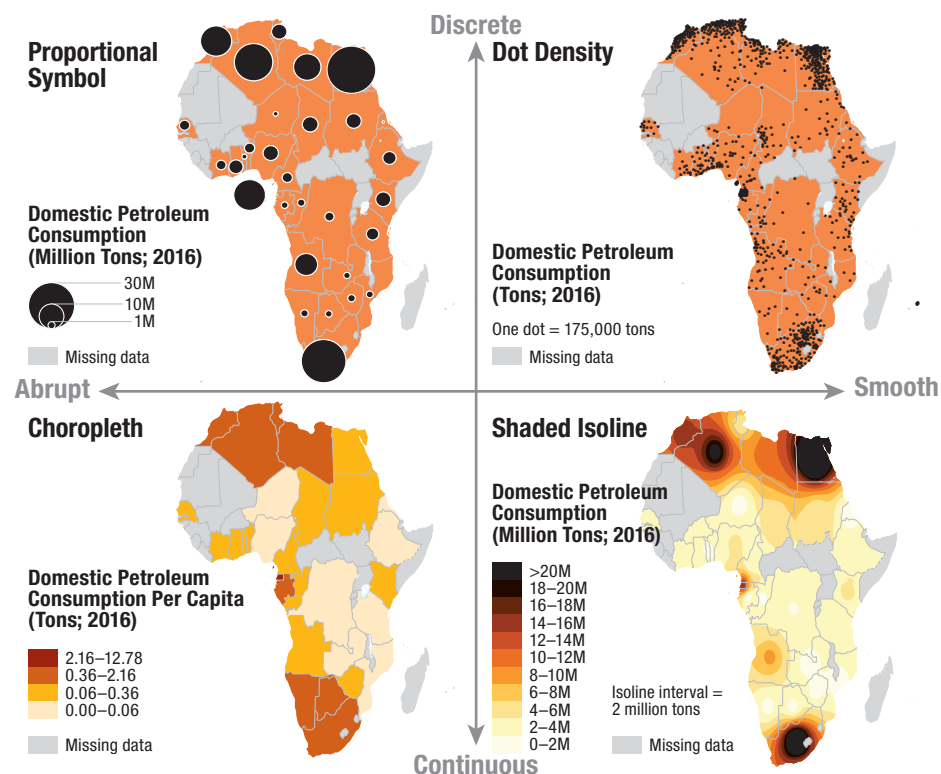 Discrete
Proportional
Symbol
Domestic Petroleum
Consumption
(Million Tons; 2016)
30M
10M
1M
Missing data
Dot Density
Domestic Petroleum
Consumption
(Tons; 2016)
One dot = 175,000 tons
Missing data
Abrupt
Smooth
Choropleth
Domestic Petroleum
Consumption Per Capita
(Tons; 2016)
2.16–12.78
0.36–2.16
0.06–0.36
0.00–0.06
Missing data
Shaded Isoline
Domestic Petroleum
Consumption
(Million Tons; 2016)
>20M
18–20M
16–18M
14–16M
12–14M
10–12M
8–10M
6–8M
4–6M
2–4M
0–2M
Isoline interval =
2 million tons
Missing data
Continuous